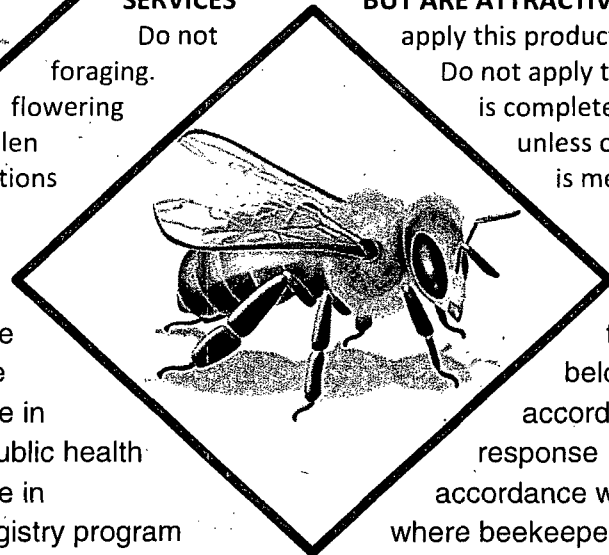 SERVICES
Do not
foraging.
flowering
len
tions
e
e
e in
ublic health
e in
gistry program
BUT ARE ATTRACTIV
apply this product
Do not apply t
is complete
unless
is me
belo
accord
response
accordance w
where beekeepe